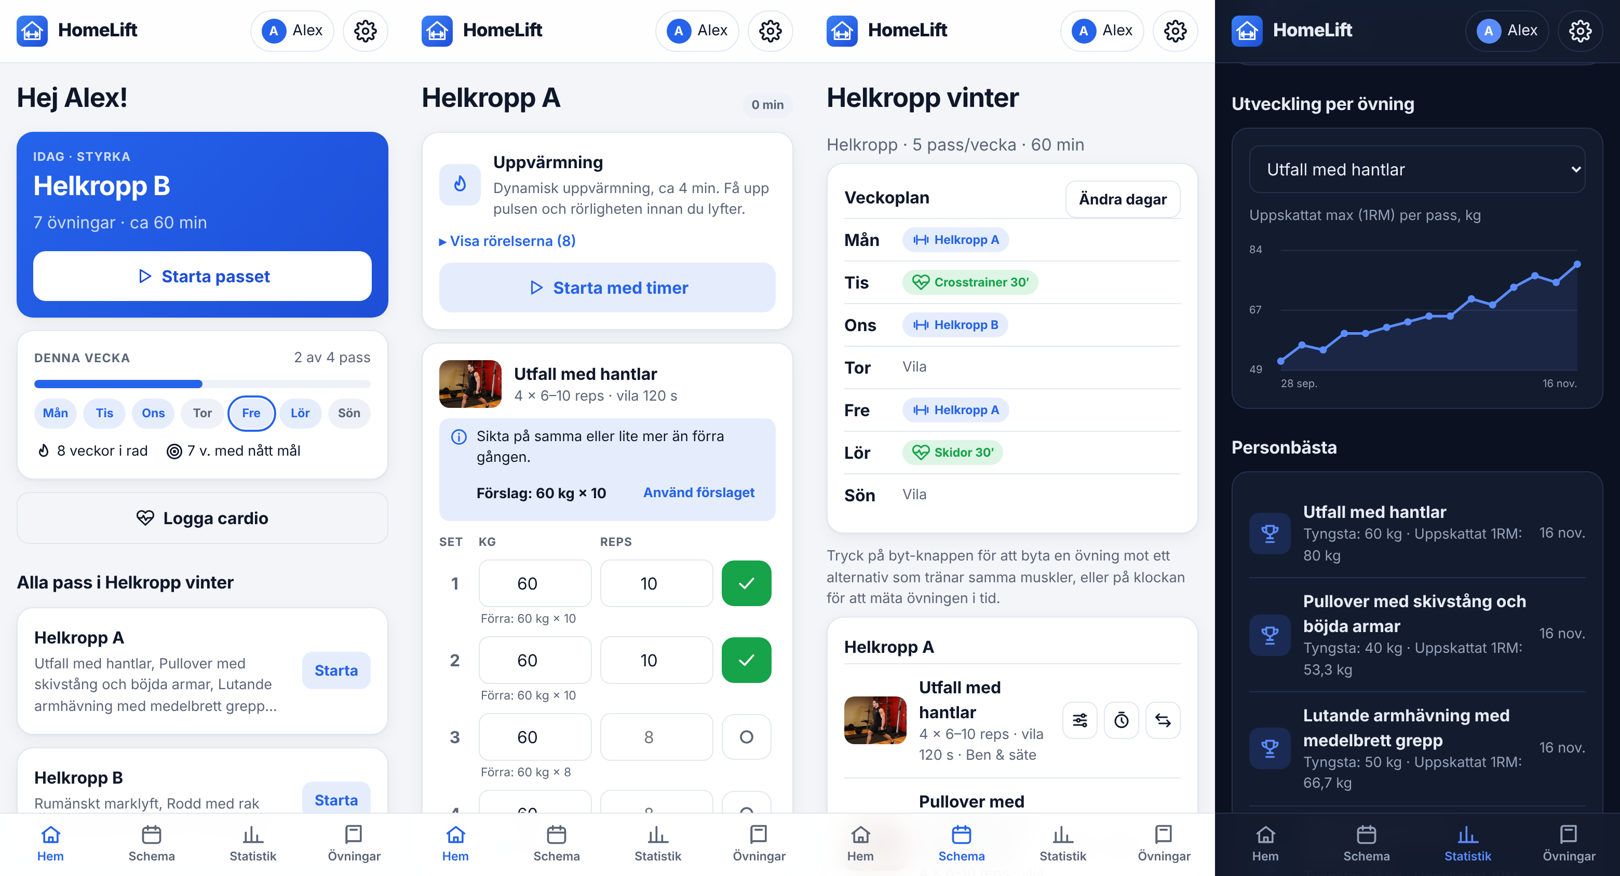 HomeLift
A Alex
Hej Alex!
IDAG · STYRKA
Helkropp B
7 övningar · ca 60 min
Starta passet
DENNA VECKA
2 av 4 pass
Mån Tis Ons Tor Fre Lör Sön
8 veckor i rad
7 v. med nått mål
Logga cardio
Alla pass i Helkropp vinter
Helkropp A
Utfall med hantlar, Pullover med
skivstång och böjda armar, Lutande
armhävning med medelbrett grepp...
Starta
Helkropp B
Rumänskt marklyft, Rodd med rak
Starta
Hem Schema Statistik Övningar
HomeLift
A Alex
Helkropp A
0 min
Uppvärmning
Dynamisk uppvärmning, ca 4 min. Få upp
pulsen och rörligheten innan du lyfter.
▸ Visa rörelserna (8)
Starta med timer
Utfall med hantlar
4 × 6–10 reps · vila 120 s
Sikta på samma eller lite mer än förra
gången.
Förslag: 60 kg × 10
Använd förslaget
SET KG REPS
1 60 10
Förra: 60 kg × 10
2 60 10
Förra: 60 kg × 10
3 60 8
Förra: 60 kg × 8
4 60 8
Hem Schema Statistik Övningar
HomeLift
A Alex
Helkropp vinter
Helkropp · 5 pass/vecka · 60 min
Veckoplan
Ändra dagar
Mån Helkropp A
Tis Crosstrainer 30'
Ons Helkropp B
Tor Vila
Fre Helkropp A
Lör Skidor 30'
Sön Vila
Tryck på byt-knappen för att byta en övning mot ett
alternativ som tränar samma muskler, eller på klockan
för att mäta övningen i tid.
Helkropp A
Utfall med
hantlar
4 × 6–10 reps · vila
120 s · Ben & säte
Pullover med
Hem Schema Statistik Övningar
HomeLift
A Alex
Utveckling per övning
Utfall med hantlar
Uppskattat max (1RM) per pass, kg
84
67
49
28 sep.
16 nov.
Personbästa
Utfall med hantlar
Tyngsta: 60 kg · Uppskattat 1RM:
80 kg
16 nov.
Pullover med skivstång och
böjda armar
Tyngsta: 40 kg · Uppskattat 1RM:
53,3 kg
16 nov.
Lutande armhävning med
medelbrett grepp
Tyngsta: 50 kg · Uppskattat 1RM:
66,7 kg
16 nov.
Hem Schema Statistik Övningar